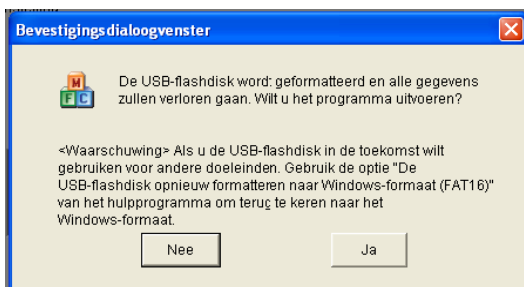 Bevestigingsdialoogvenster
M
F C
De USB-flashdisk word: geformatteerd en alle gegevens
zullen verloren gaan. Wilt u het programma uitvoeren?
<Waarschuwing> Als u de USB-flashdisk in de toekomst wilt
gebruiken voor andere doeleinden. Gebruik de optie "De
USB-flashdisk opnieuw formatteren naar Windows-formaat (FAT16)"
van het hulpprogramma om teruç te keren naar het
Windows-formaat.
Nee
Ja